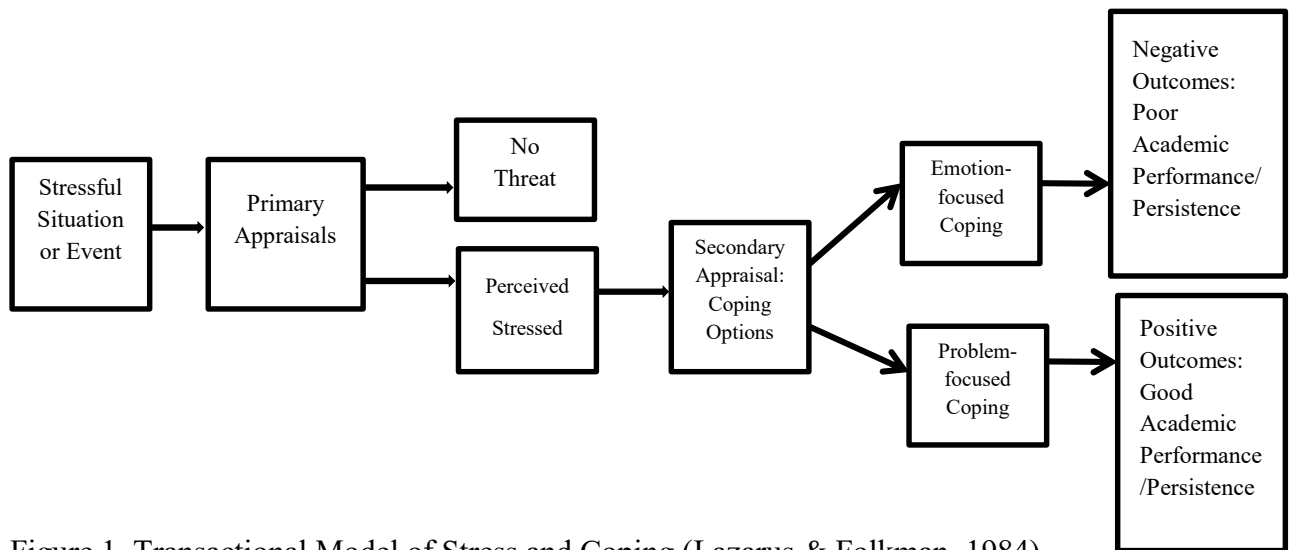 Stressful
Situation
or Event
Primary
Appraisals
No
Threat
Perceived
Stressed
Secondary
Appraisal:
Coping
Options
Emotion-
focused
Coping
Negative
Outcomes:
Poor
Academic
Performance/
Persistence
Problem-
focused
Coping
Positive
Outcomes:
Good
Academic
Performance
/Persistence
Figure 1. Transactional Model of Stress and Coping (Lazarus & Folkman, 1984)